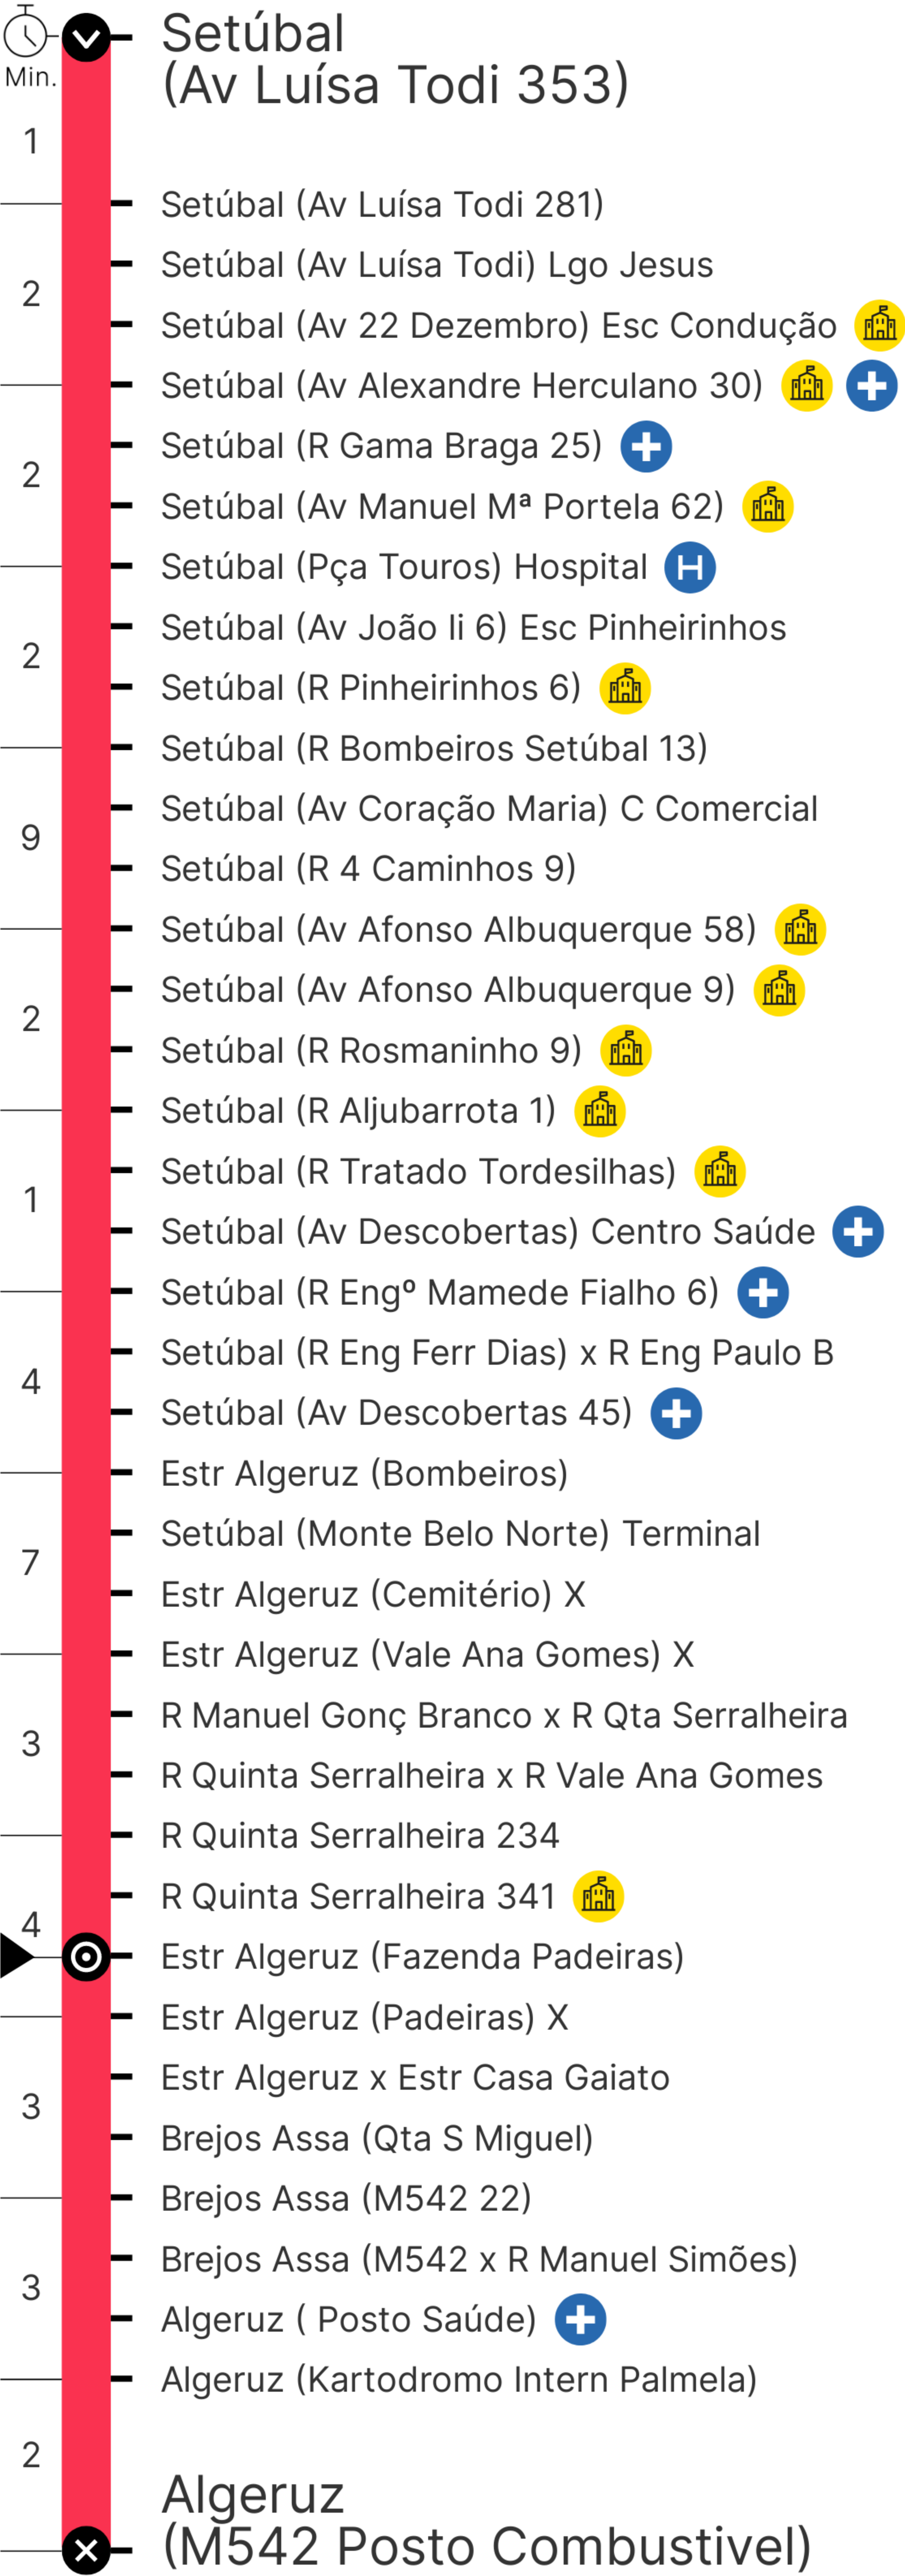 Setúbal
(Av Luísa Todi 353)
Min.
1
Setúbal (Av Luísa Todi 281)
Setúbal (Av Luísa Todi) Lgo Jesus
2
Setúbal (Av 22 Dezembro) Esc Condução
Setúbal (Av Alexandre Herculano 30)
Setúbal (R Gama Braga 25)
2
Setúbal (Av Manuel Mª Portela 62)
Setúbal (Pça Touros) Hospital H
Setúbal (Av João Ii 6) Esc Pinheirinhos
2
Setúbal (R Pinheirinhos 6)
Setúbal (R Bombeiros Setúbal 13)
Setúbal (Av Coração Maria) C Comercial
9
Setúbal (R 4 Caminhos 9)
Setúbal (Av Afonso Albuquerque 58)
Setúbal (Av Afonso Albuquerque 9)
2
Setúbal (R Rosmaninho 9)
Setúbal (R Aljubarrota 1)
Setúbal (R Tratado Tordesilhas)
1
Setúbal (Av Descobertas) Centro Saúde
Setúbal (R Engº Mamede Fialho 6)
Setúbal (R Eng Ferr Dias) x R Eng Paulo B
4
Setúbal (Av Descobertas 45)
Estr Algeruz (Bombeiros)
Setúbal (Monte Belo Norte) Terminal
7
Estr Algeruz (Cemitério) X
Estr Algeruz (Vale Ana Gomes) X
R Manuel Gonç Branco x R Qta Serralheira
3
R Quinta Serralheira x R Vale Ana Gomes
R Quinta Serralheira 234
R Quinta Serralheira 341
4
Estr Algeruz (Fazenda Padeiras)
Estr Algeruz (Padeiras) X
Estr Algeruz x Estr Casa Gaiato
3
Brejos Assa (Qta S Miguel)
Brejos Assa (M542 22)
Brejos Assa (M542 x R Manuel Simões)
3
Algeruz ( Posto Saúde)
Algeruz (Kartodromo Intern Palmela)
2
Algeruz
(M542 Posto Combustivel)